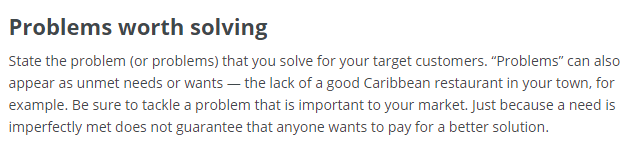 Problems worth solving
State the problem (or problems) that you solve for your target customers. “Problems” can also
appear as unmet needs or wants — the lack of a good Caribbean restaurant in your town, for
example. Be sure to tackle a problem that is important to your market. Just because a need is
imperfectly met does not guarantee that anyone wants to pay for a better solution.